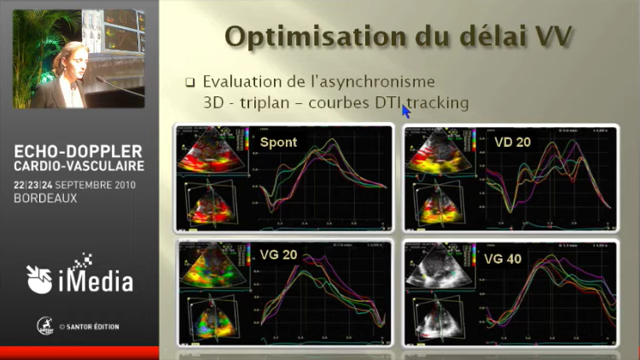 Optimisation du délai VV
Evaluation de l'asynchronisme
3D - triplan – courbes DTI tracking
Spont
VD 20
VG 20
VG 40
ECHO-DOPPLER
CARDIO-VASCULAIRE
22|23|24 SEPTEMBRE 2010
BORDEAUX
iMedia
© SANTOR ÉDITION